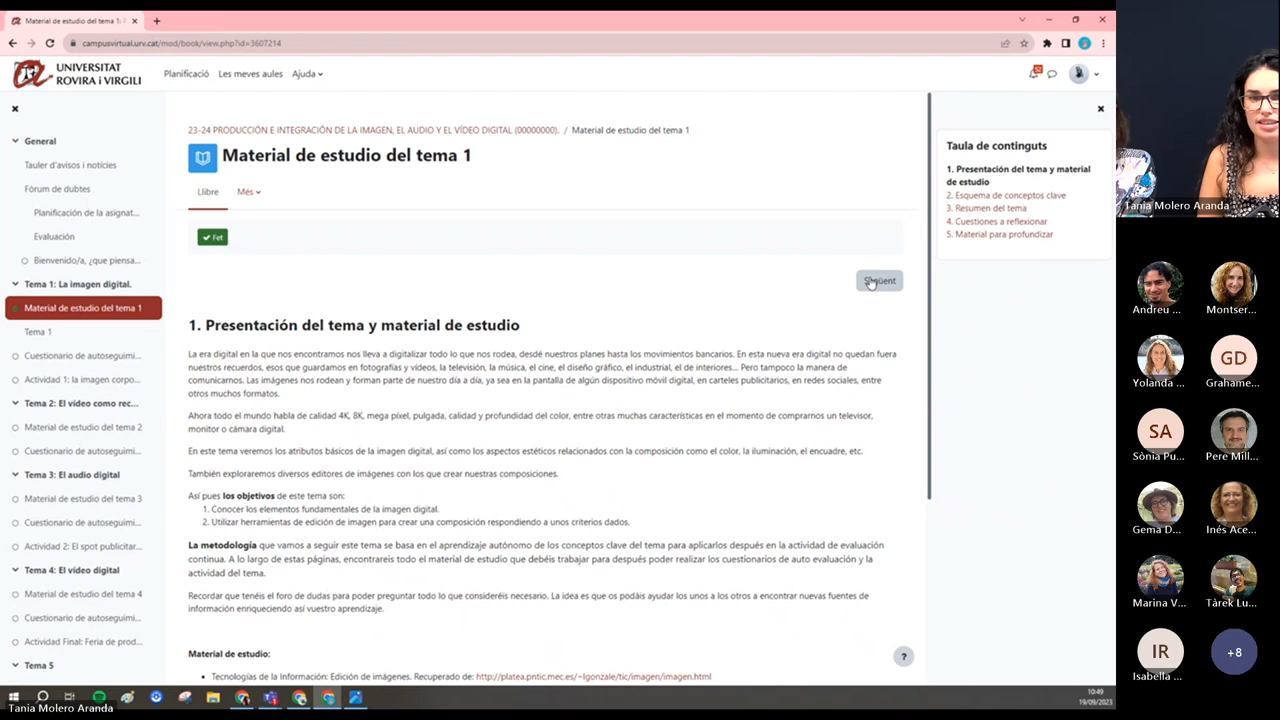 Material de estudio del tema 1:
campusvirtual.urv.cat/mod/book/view.php?id=3607214
UNIVERSITAT
ROVIRA i VIRGILI
Planificació
Les meves aules
Ajuda
General
Tauler d'avisos i notícies
Fòrum de dubtes
Planificación de la asignat...
Evaluación
Bienvenido/a, ¿que piensa...
Tema 1: La imagen digital.
Material de estudio del tema 1
Tema 1
Cuestionario de autoseguimi...
Actividad 1: la imagen corpo...
Tema 2: El vídeo como rec...
Material de estudio del tema 2
Cuestionario de autoseguimi...
Tema 3: El audio digital
Material de estudio del tema 3
Cuestionario de autoseguimi...
Actividad 2: El spot publicitar...
Tema 4: El vídeo digital
Material de estudio del tema 4
Cuestionario de autoseguimi...
Actividad Final: Feria de prod...
Tema 5
23-24 PRODUCCIÓN E INTEGRACIÓN DE LA IMAGEN, EL AUDIO Y EL VÍDEO DIGITAL (00000000). / Material de estudio del tema 1
Material de estudio del tema 1
Llibre
Més
Fet
Següent
1. Presentación del tema y material de estudio
La era digital en la que nos encontramos nos lleva a digitalizar todo lo que nos rodea, desdé nuestros planes hasta los movimientos bancarios. En esta nueva era digital no quedan fuera
nuestros recuerdos, esos que guardamos en fotografías y vídeos, la televisión, la música, el cine, el diseño gráfico, el industrial, el de interiores... Pero tampoco la manera de
comunicarnos. Las imágenes nos rodean y forman parte de nuestro día a día, ya sea en la pantalla de algún dispositivo móvil digital, en carteles publicitarios, en redes sociales, entre
otros muchos formatos.
Ahora todo el mundo habla de calidad 4K, 8K, mega píxel, pulgada, calidad y profundidad del color, entre otras muchas características en el momento de comprarnos un televisor,
monitor o cámara digital.
En este tema veremos los atributos básicos de la imagen digital, así como los aspectos estéticos relacionados con la composición como el color, la iluminación, el encuadre, etc.
También exploraremos diversos editores de imágenes con los que crear nuestras composiciones.
Así pues los objetivos de este tema son:
1. Conocer los elementos fundamentales de la imagen digital.
2. Utilizar herramientas de edición de imagen para crear una composición respondiendo a unos criterios dados.
La metodología que vamos a seguir este tema se basa en el aprendizaje autónomo de los conceptos clave del tema para aplicarlos después en la actividad de evaluación
continua. A lo largo de estas páginas, encontrareis todo el material de estudio que debéis trabajar para después poder realizar los cuestionarios de auto evaluación y la
actividad del tema.
Recordar que tenéis el foro de dudas para poder preguntar todo lo que consideréis necesario. La idea es que os podáis ayudar los unos a los otros a encontrar nuevas fuentes de
información enriqueciendo así vuestro aprendizaje.
Material de estudio:
Tecnologías de la Información: Edición de imágenes. Recuperado de: http://platea.pntic.mec.es/~lgonzale/tic/imagen/imagen.html
?
Taula de continguts
1. Presentación del tema y material
de estudio
2. Esquema de conceptos clave
3. Resumen del tema
4. Cuestiones a reflexionar
5. Material para profundizar
Tania Molero Aranda
Andreu ...
Montser...
Yolanda ...
GD
Grahame...
SA
Sònia Pu...
Pere Mill...
Gema D...
Inés Ace...
Marina V...
Tàrek Lu...
IR
Isabella ...
+8
10:49
19/09/2023
Tania Molero Aranda